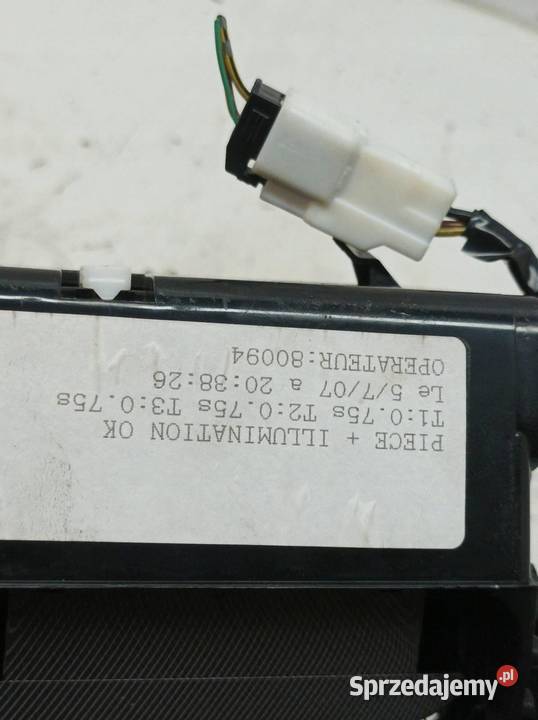 PIECE + ILLUMINATION OK
T1:0.75s T2:0.75s T3:0.75s
Le 5/7/07 a 20:38:26
OPERATEUR:80094
Sprzedajemy.pl